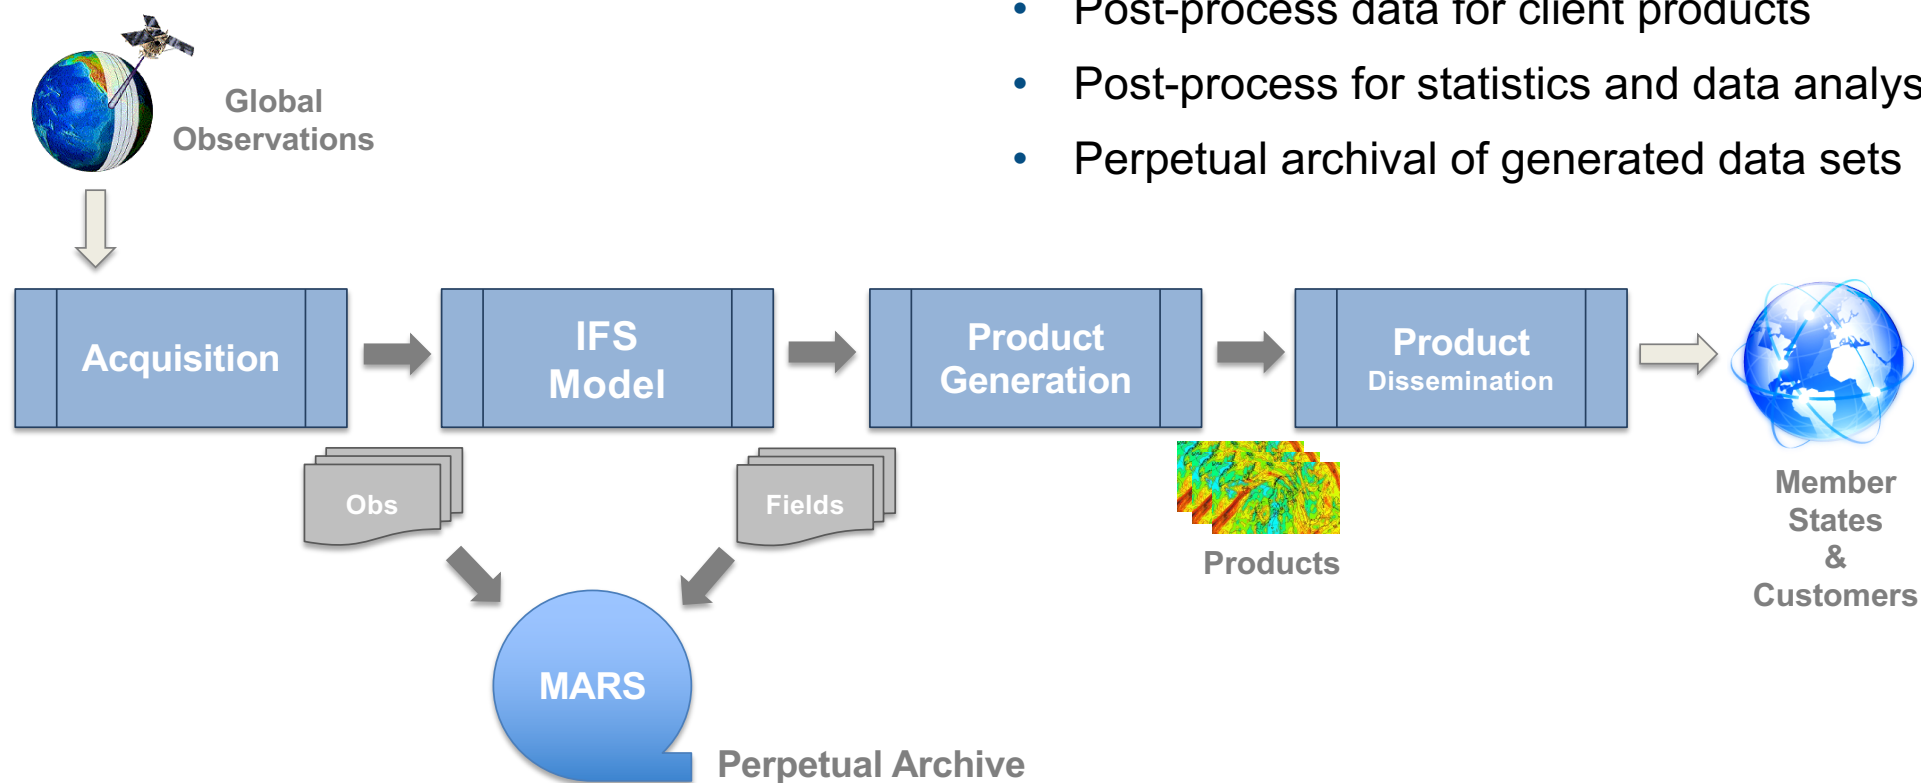 Post-process data for client products
Post-process for statistics and data analys
Perpetual archival of generated data sets
Global
Observations
Acquisition
IFS
Model
Product
Generation
Product
Dissemination
Obs
Fields
Products
Member
States
&
Customers
MARS
Perpetual Archive